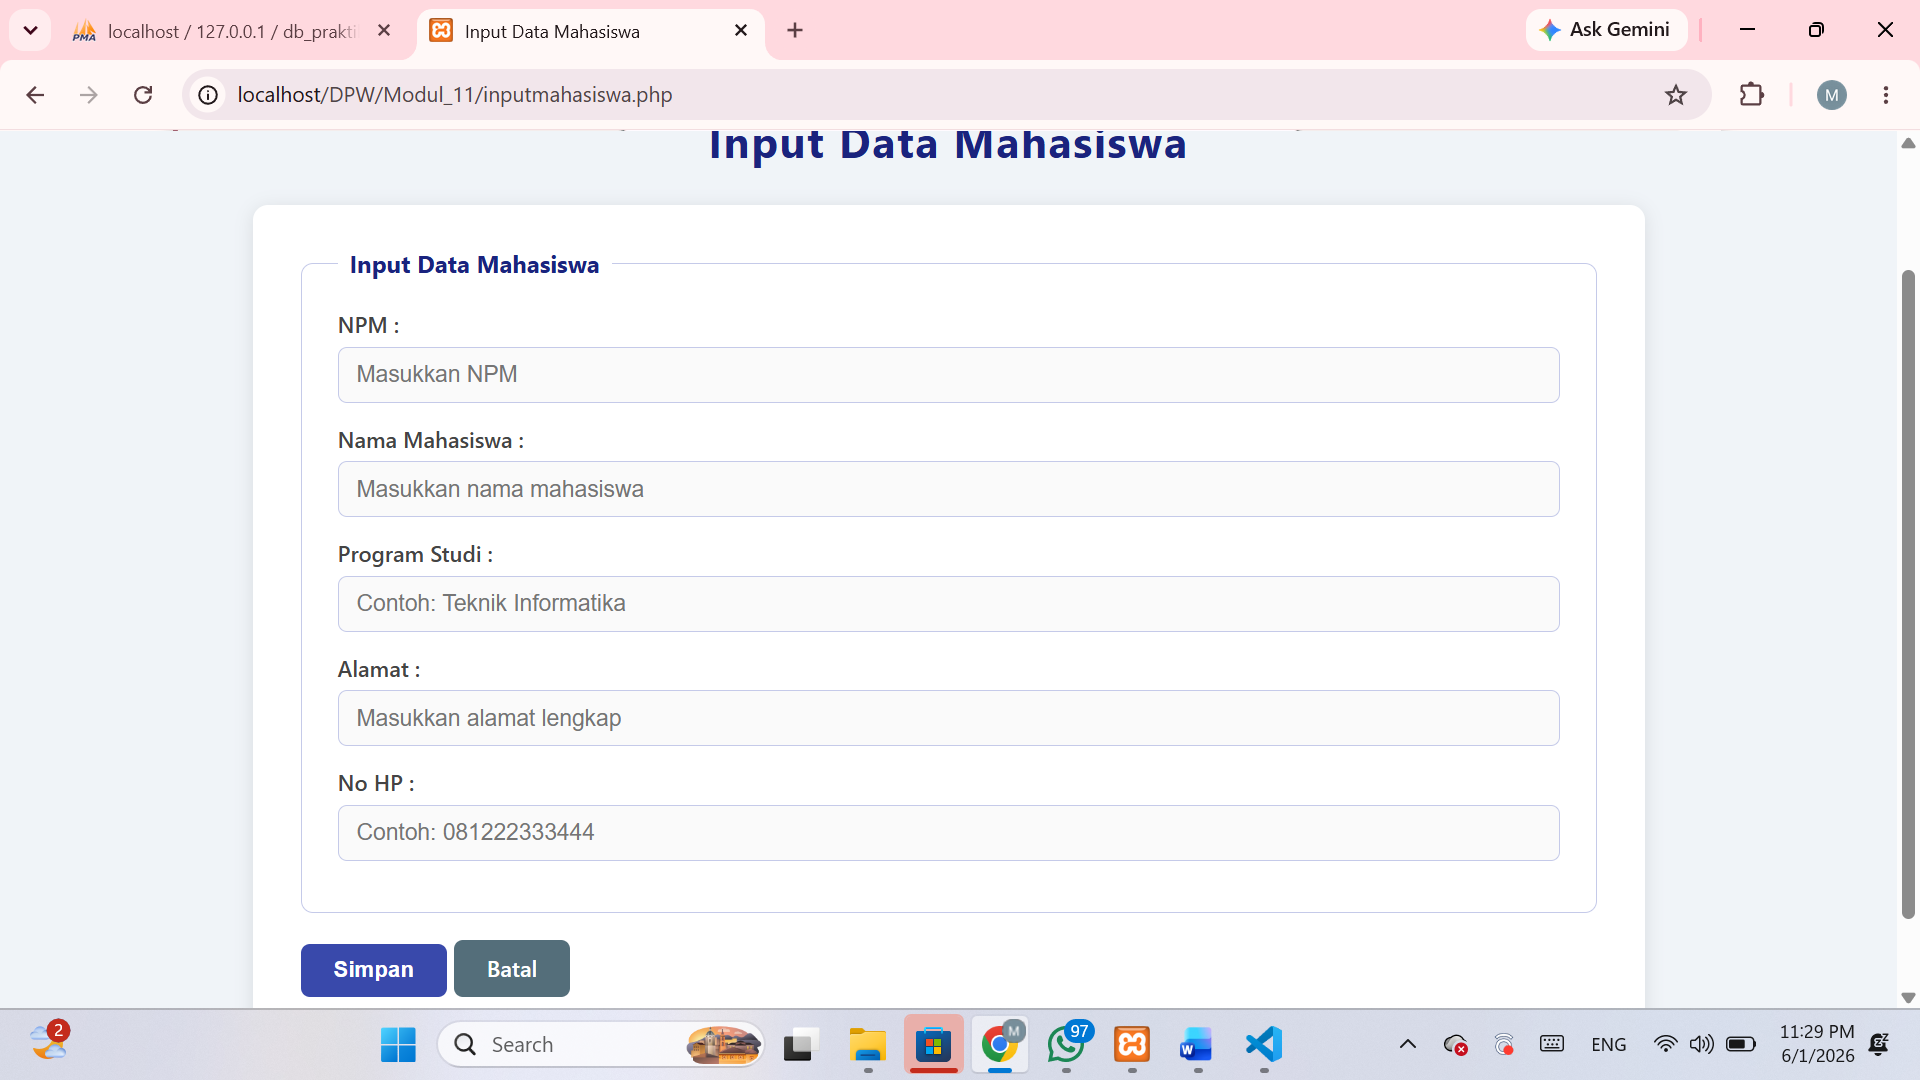 PMA localhost / 127.0.0.1 / db_prakti
Input Data Mahasiswa
Ask Gemini
localhost/DPW/Modul_11/inputmahasiswa.php
M
Input Data Mahasiswa
Input Data Mahasiswa
NPM :
Masukkan NPM
Nama Mahasiswa :
Masukkan nama mahasiswa
Program Studi :
Contoh: Teknik Informatika
Alamat :
Masukkan alamat lengkap
No HP :
Contoh: 081222333444
Simpan Batal
2
Search
M
97
W
ENG
11:29 PM
6/1/2026